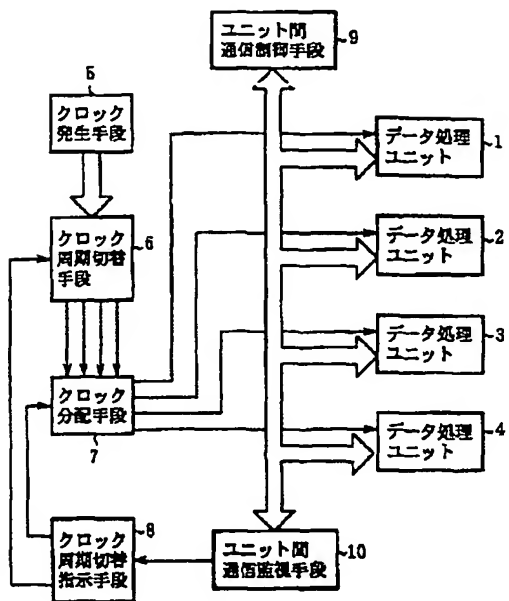 ユニット間
通信制御手段
9
5
クロック
発生手段
データ処理
ユニット
1
クロック
周期切替
手段
6
データ処理
ユニット
2
データ処理
ユニット
3
クロック
分配手段
7
データ処理
ユニット
4
クロック
周期切替
指示手段
8
ユニット間
通信監視手段
10